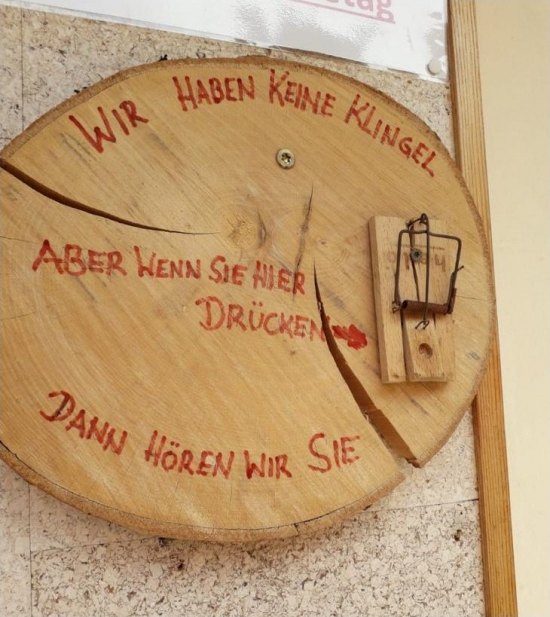 WIR HABEN KEINE KLINGEL
ABER WENN SIE HIER
DRÜCKEN
DANN HÖREN WIR SIE